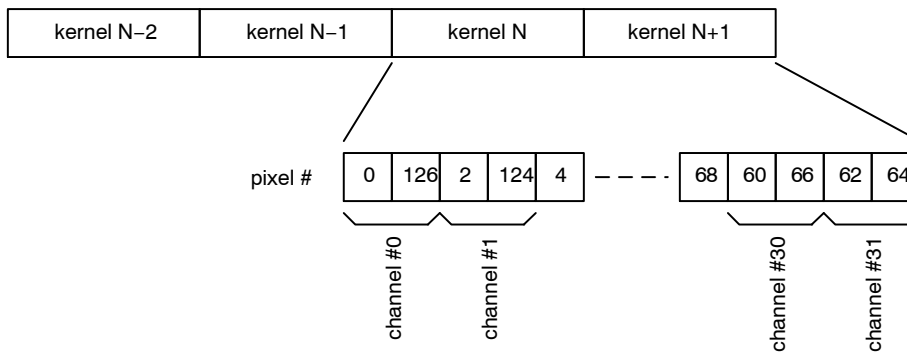 kernel N−2 kernel N−1 kernel N kernel N+1
pixel # 0 126 2 124 4 68 60 66 62 64
channel #0
channel #1
channel #30
channel #31